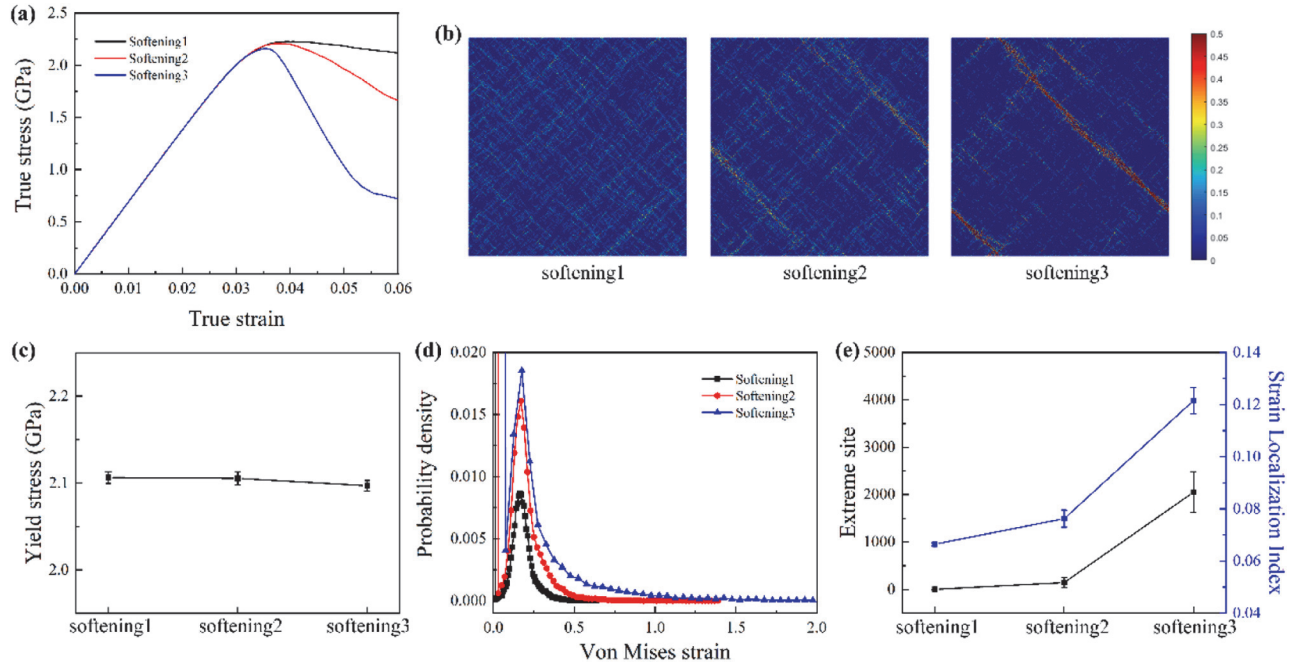 (a)
2.5
2.0
1.5
1.0
0.5
0.0
True stress (GPa)
Softening1
Softening2
Softening3
0.00 0.01 0.02 0.03 0.04 0.05 0.06
True strain
(b)
softening1 softening2 softening3
0.5
0.45
0.4
0.35
0.3
0.25
0.2
0.15
0.1
0.05
0
(c)
2.2
2.1
2.0
Yield stress (GPa)
softening1 softening2 softening3
(d)
0.020
0.015
0.010
0.005
0.000
Probability density
Softening1
Softening2
Softening3
0.0 0.5 1.0 1.5 2.0
Von Mises strain
(e)
5000
4000
3000
2000
1000
0
Extreme site
softening1 softening2 softening3
0.14
0.12
0.10
0.08
0.06
0.04
Strain Localization Index